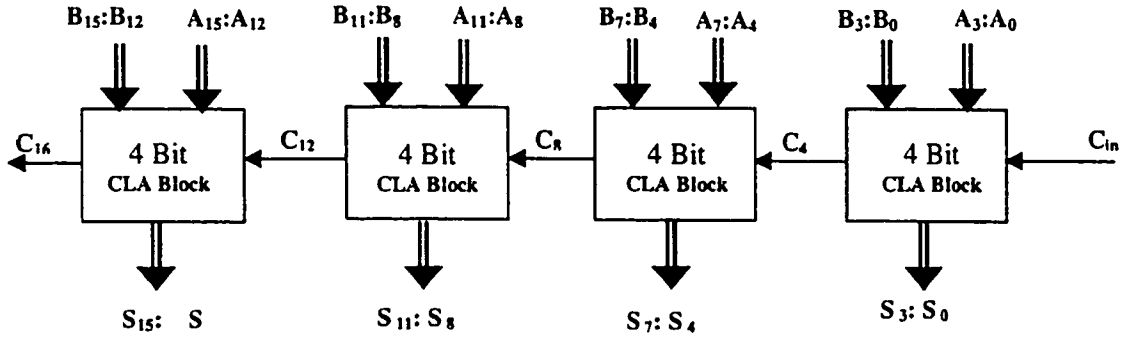 B₁₅:B₁₂ A₁₅:A₁₂ B₁₁:B₈ A₁₁:A₈ B₇:B₄ A₇:A₄ B₃:B₀ A₃:A₀
C₁₆ 4 Bit C₁₂ 4 Bit C₈ 4 Bit C₄ 4 Bit Cᵢₙ
CLA Block CLA Block CLA Block CLA Block
S₁₅: S S₁₁: S₈ S₇: S₄ S₃: S₀